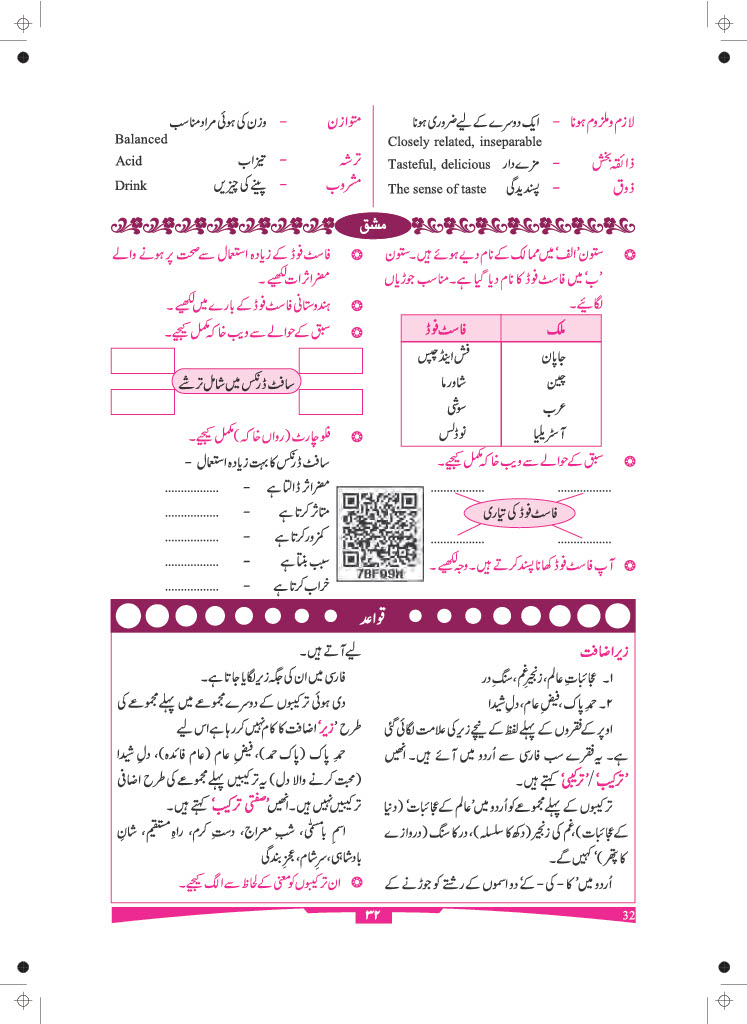 لازم و ملزوم ہونا – ایک دوسرے کے لیے ضروری ہونا
Closely related, inseparable
ذائقہ بخش – مزے دار Tasteful, delicious
ذوق – پسندیدگی The sense of taste
متوازن – وزن کی ہوئی مراد مناسب
Balanced
ترشہ – تیزاب Acid
مشروب – پینے کی چیزیں Drink
مشق
ستون ’الف‘ میں ممالک کے نام دیے ہوئے ہیں۔ ستون
’ب‘ میں فاسٹ فوڈ کا نام دیا گیا ہے۔ مناسب جوڑیاں
لگائیے۔
ملک فاسٹ فوڈ
جاپان فش اینڈ چپس
چین شاورما
عرب سوشی
آسٹریلیا نوڈلس
سبق کے حوالے سے ویب خاکہ مکمل کیجیے۔
................ ................
فاسٹ فوڈ کی تیاری
................ ................
آپ فاسٹ فوڈ کھانا پسند کرتے ہیں۔ وجہ لکھیے۔
فاسٹ فوڈ کے زیادہ استعمال سے صحت پر ہونے والے
مضر اثرات لکھیے۔
ہندوستانی فاسٹ فوڈ کے بارے میں لکھیے۔
سبق کے حوالے سے ویب خاکہ مکمل کیجیے۔
سافٹ ڈرنکس میں شامل ترشے
فلو چارٹ (رواں خاکہ) مکمل کیجیے۔
سافٹ ڈرنکس کا بہت زیادہ استعمال –
مضر اثر ڈالتا ہے – ................
متاثر کرتا ہے – ................
کمزور کرتا ہے – ................
سبب بنتا ہے – ................
خراب کرتا ہے – ................
7BFQ9M
قواعد
زیرِ اضافت
۱۔ عجائباتِ عالم، زنجیرِ غم، سنگِ در
۲۔ حمدِ پاک، فیضِ عام، دلِ شیدا
اوپر کے فقروں کے پہلے لفظ کے نیچے زیر کی علامت لگائی گئی
ہے۔ یہ فقرے سب فارسی سے اُردو میں آئے ہیں۔ انھیں
’ترکیب‘ / ’ترکیبی‘ کہتے ہیں۔
ترکیبوں کے پہلے مجموعے کو اُردو میں ’عالم کے عجائبات‘ (دنیا
کے عجائبات)، غم کی زنجیر (دکھ کا سلسلہ)، در کا سنگ (دروازے
کا پتھر)‘ کہیں گے۔
اُردو میں ’کا - کی - کے‘ دو اسموں کے رشتے کو جوڑنے کے
لیے آتے ہیں۔
فارسی میں ان کی جگہ زیر لگایا جاتا ہے۔
دی ہوئی ترکیبوں کے دوسرے مجموعے میں پہلے مجموعے کی
طرح ’زیر‘ اضافت کا کام نہیں کر رہا ہے اس لیے
حمدِ پاک (پاک حمد)، فیضِ عام (عام فائدہ)، دلِ شیدا
(محبت کرنے والا دل) یہ ترکیبیں پہلے مجموعے کی طرح اضافی
ترکیبیں نہیں ہیں۔ انھیں ’صفتی ترکیب‘ کہتے ہیں۔
اسمِ بامسمّٰی، شبِ معراج، دستِ کرم، راہِ مستقیم، شانِ
بادشاہی، سرِ شام، عجزِ بندگی
ان ترکیبوں کو معنی کے لحاظ سے الگ کیجیے۔
۳۲
32